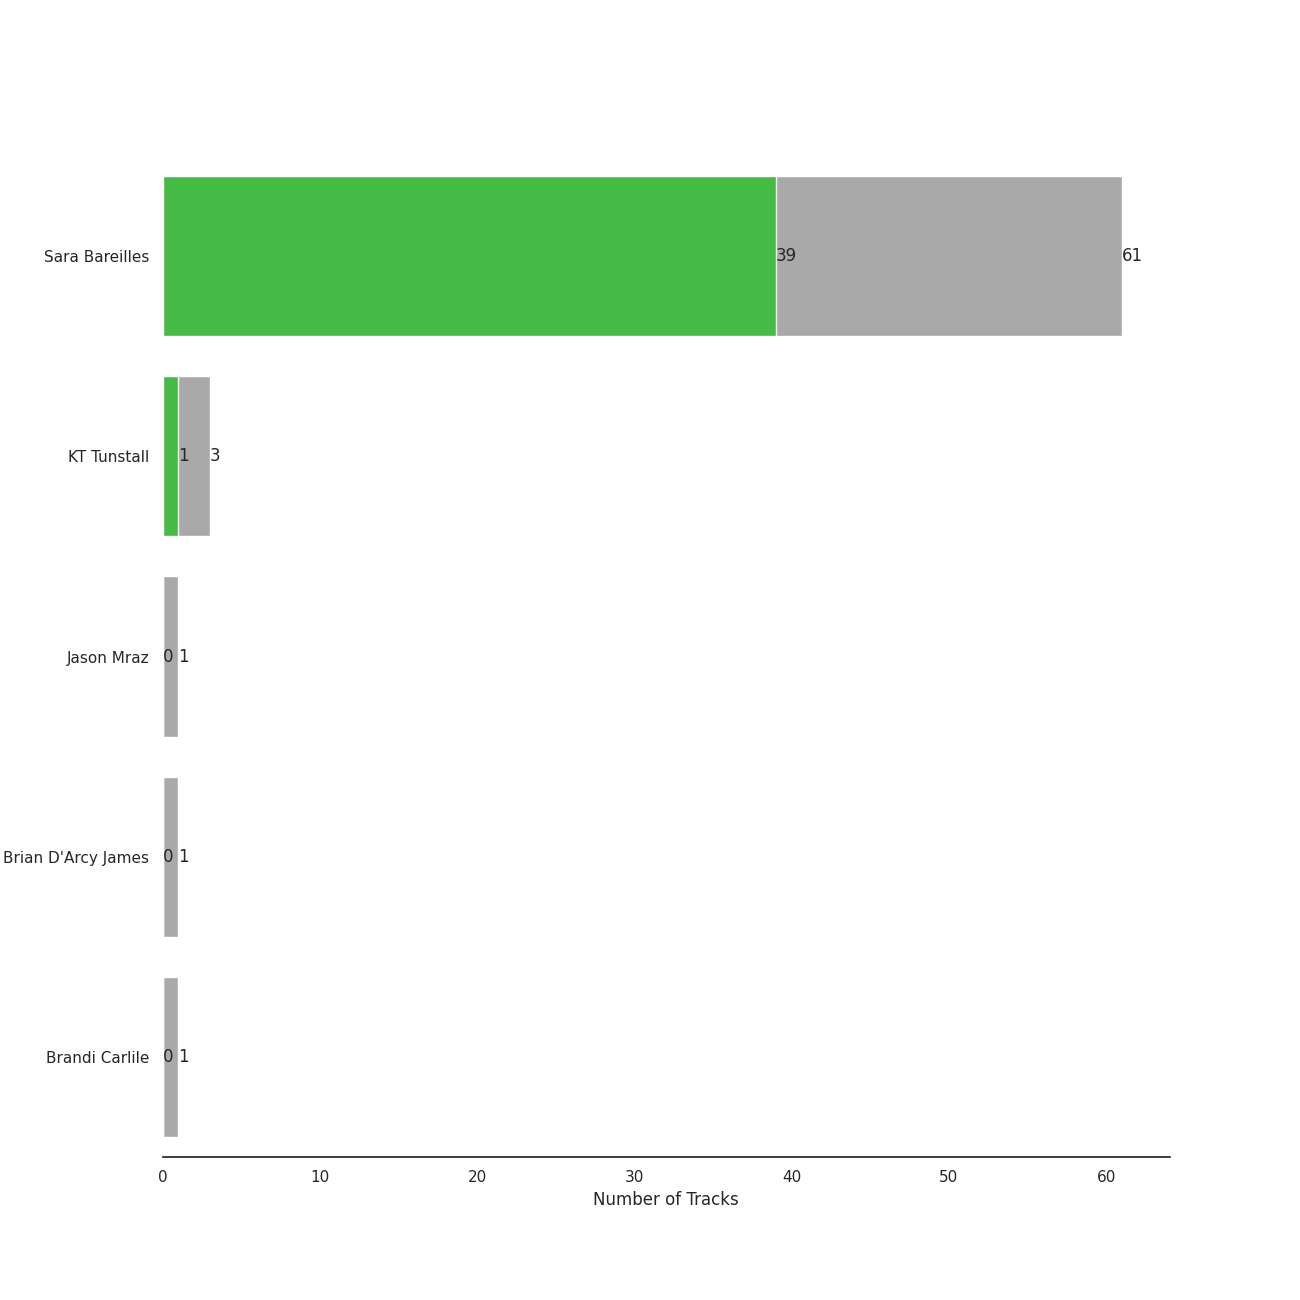 Sara Bareilles 39 61
KT Tunstall 1 3
Jason Mraz 0 1
Brian D'Arcy James 0 1
Brandi Carlile 0 1
0 10 20 30 40 50 60
Number of Tracks